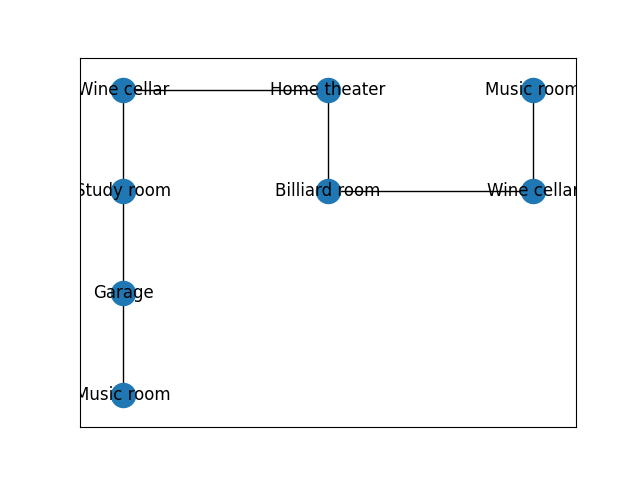 Wine cellar
Home theater
Music room
Study room
Billiard room
Wine cellar
Garage
Music room